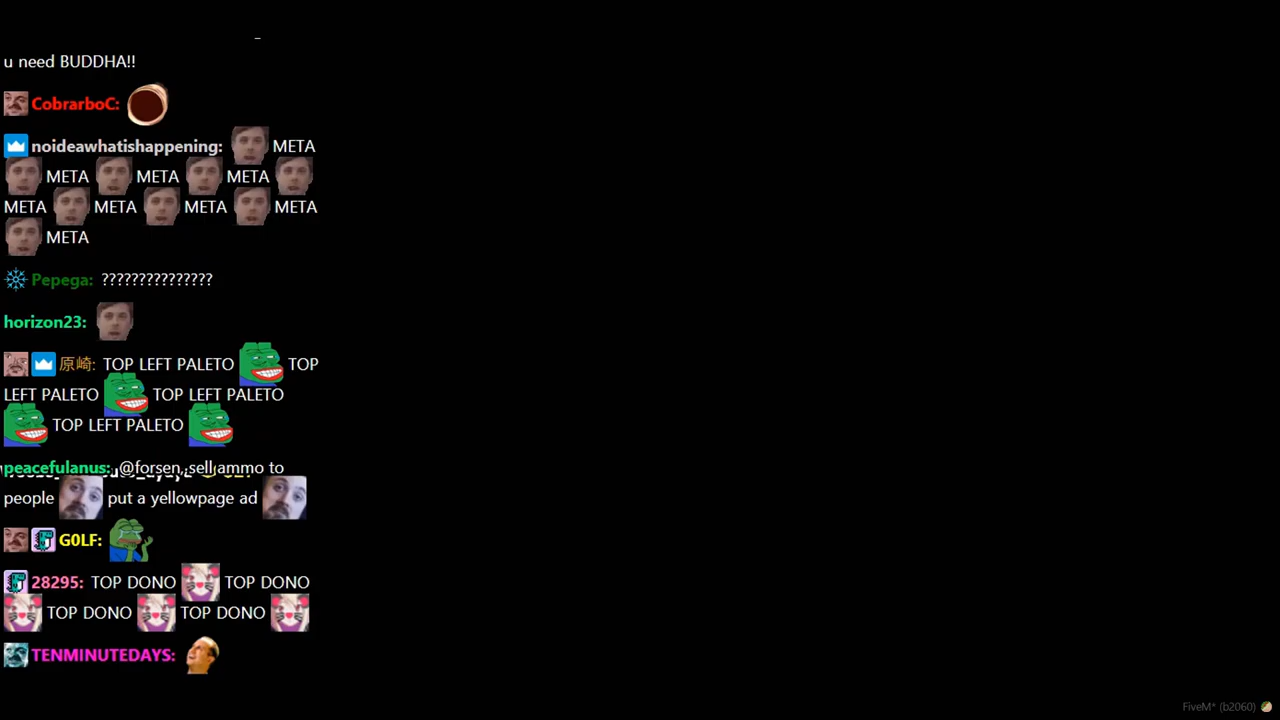 u need BUDDHA!!
CobrarboC:
noideawhatishappening: META
META META META
META META META META
META
Pepega: ???????????????
horizon23:
原崎: TOP LEFT PALETO TOP
LEFT PALETO TOP LEFT PALETO
TOP LEFT PALETO
peacefulanus: @forsen, sell ammo to
people put a yellowpage ad
G0LF:
28295: TOP DONO TOP DONO
TOP DONO TOP DONO
TENMINUTEDAYS:
FiveM* (b2060)